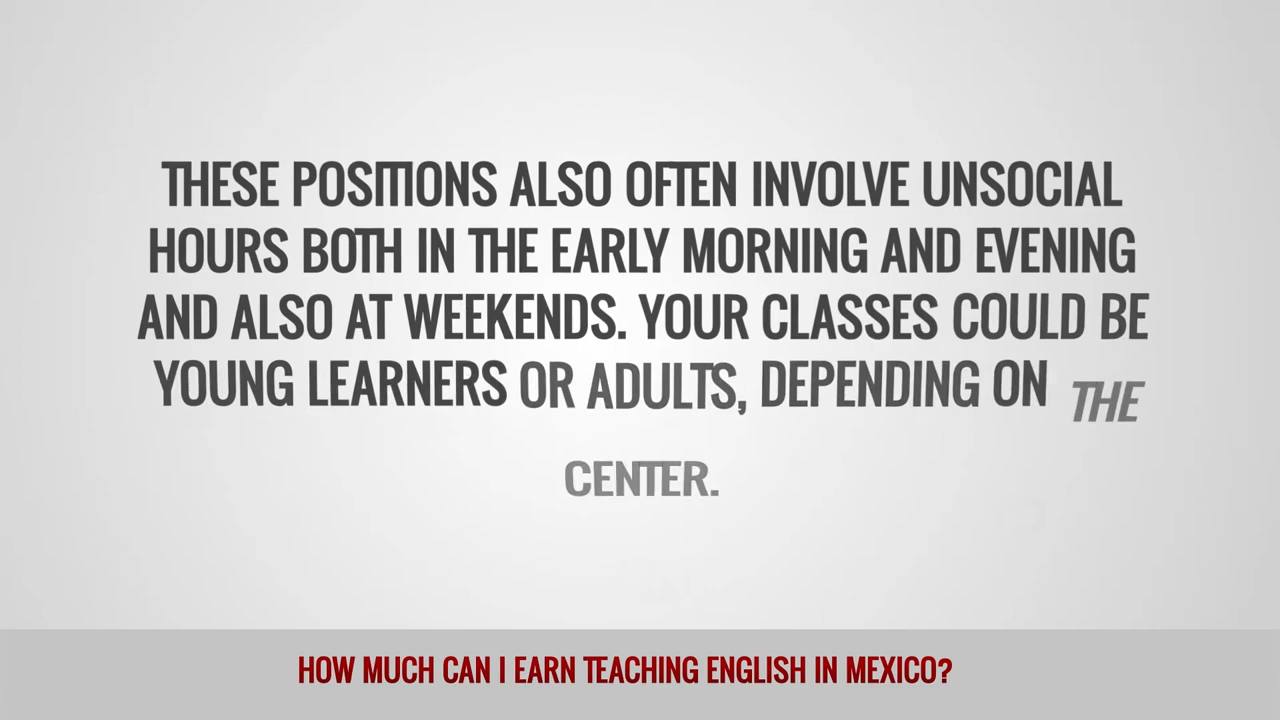 THESE POSITIONS ALSO OFTEN INVOLVE UNSOCIAL
HOURS BOTH IN THE EARLY MORNING AND EVENING
AND ALSO AT WEEKENDS. YOUR CLASSES COULD BE
YOUNG LEARNERS OR ADULTS, DEPENDING ON THE
CENTER.
HOW MUCH CAN I EARN TEACHING ENGLISH IN MEXICO?